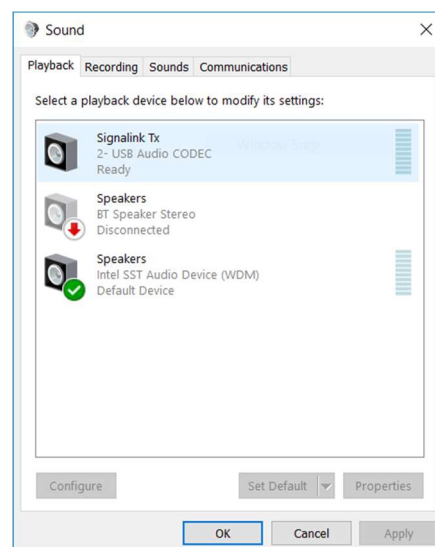 Sound
Playback Recording Sounds Communications
Select a playback device below to modify its settings:
Signalink Tx
2- USB Audio CODEC
Ready
Speakers
BT Speaker Stereo
Disconnected
Speakers
Intel SST Audio Device (WDM)
Default Device
Configure Set Default Properties
OK Cancel Apply